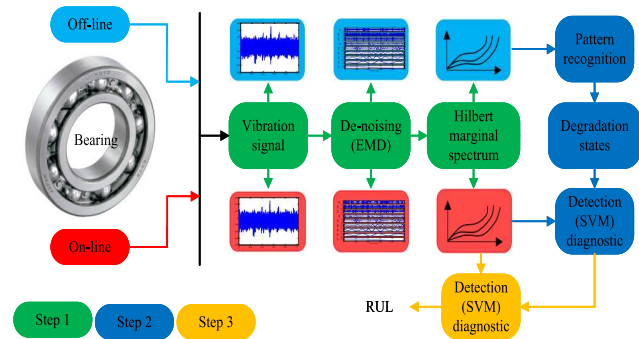 Off-line
Bearing
On-line
Vibration
signal
De-noising
(EMD)
Hilbert
marginal
spectrum
Pattern
recognition
Degradation
states
Detection
(SVM)
diagnostic
Detection
(SVM)
diagnostic
RUL
Step 1
Step 2
Step 3